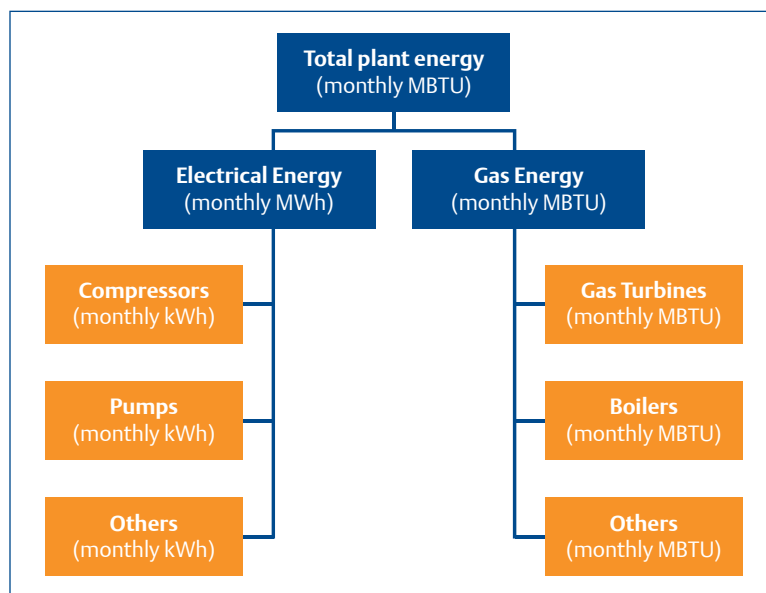 Total plant energy
(monthly MBTU)
Electrical Energy
(monthly MWh)
Gas Energy
(monthly MBTU)
Compressors
(monthly kWh)
Gas Turbines
(monthly MBTU)
Pumps
(monthly kWh)
Boilers
(monthly MBTU)
Others
(monthly kWh)
Others
(monthly MBTU)